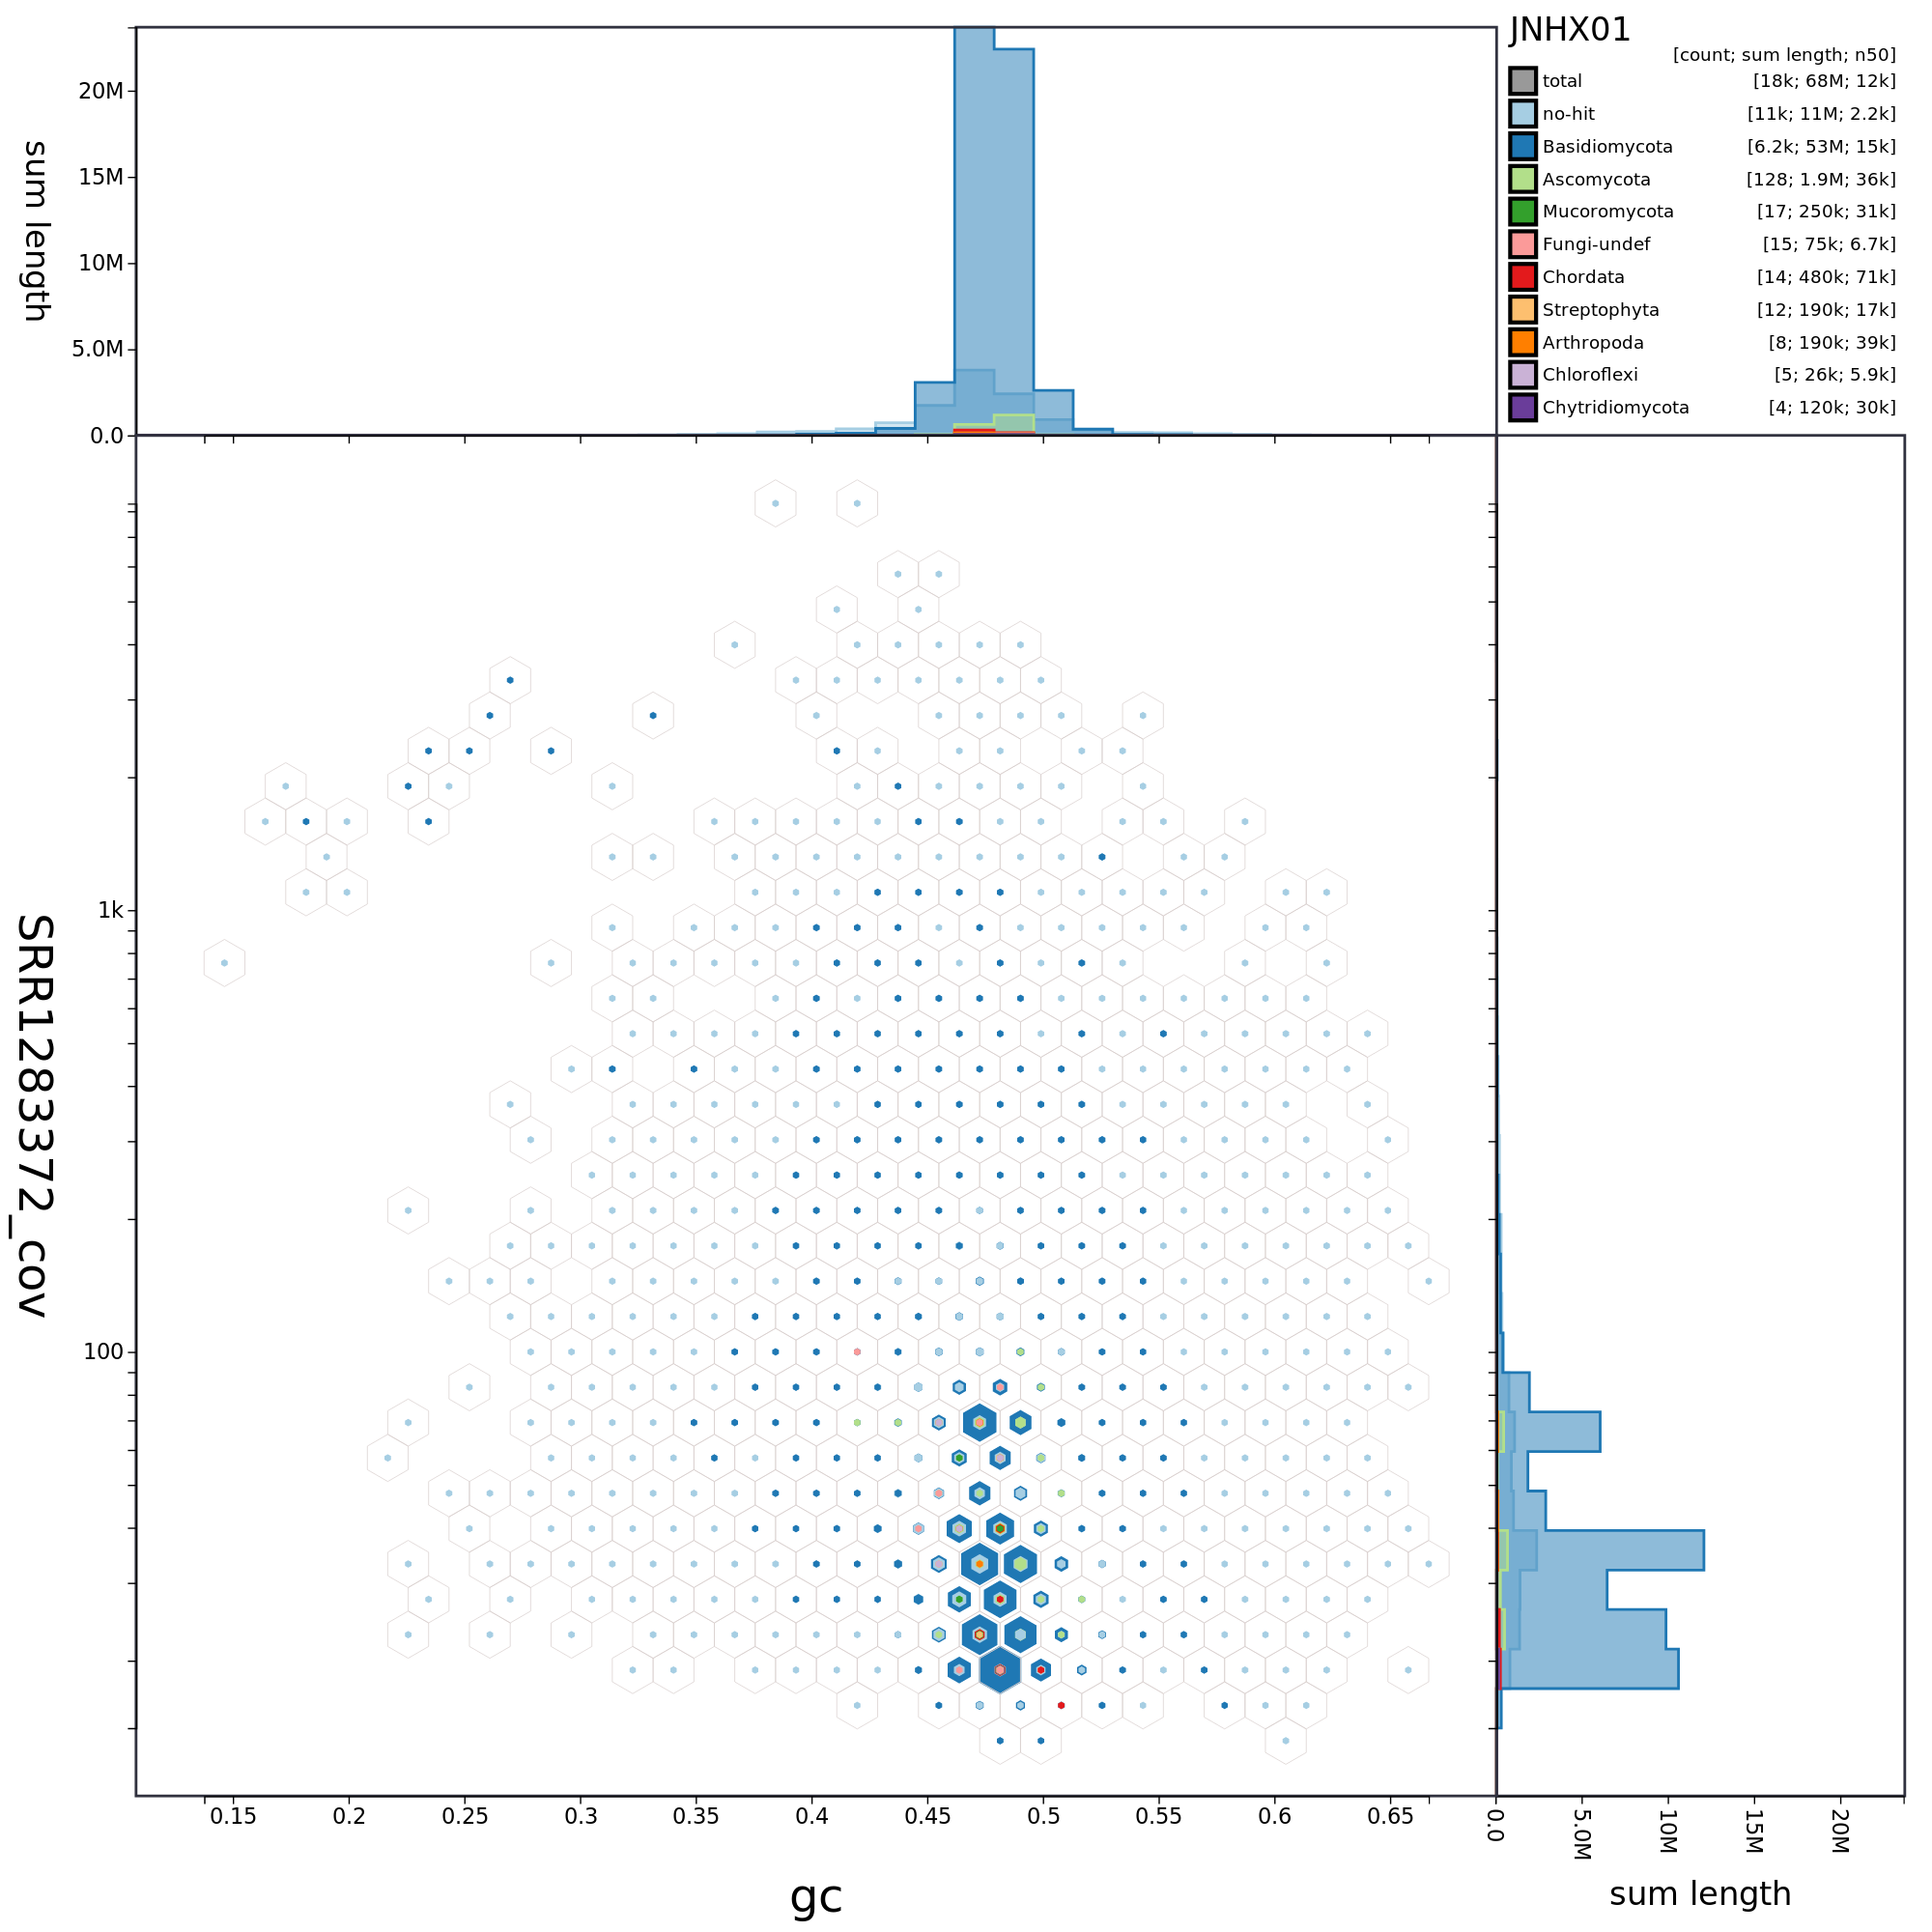 JNHX01
[count; sum length; n50]
total [18k; 68M; 12k]
no-hit [11k; 11M; 2.2k]
Basidiomycota [6.2k; 53M; 15k]
Ascomycota [128; 1.9M; 36k]
Mucoromycota [17; 250k; 31k]
Fungi-undef [15; 75k; 6.7k]
Chordata [14; 480k; 71k]
Streptophyta [12; 190k; 17k]
Arthropoda [8; 190k; 39k]
Chloroflexi [5; 26k; 5.9k]
Chytridiomycota [4; 120k; 30k]
sum length
20M
15M
10M
5.0M
0.0
SRR1283372_cov
1k
100
0.15 0.2 0.25 0.3 0.35 0.4 0.45 0.5 0.55 0.6 0.65
gc
0.0 5.0M 10M 15M 20M
sum length